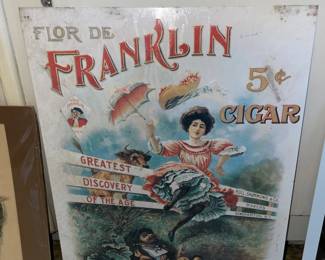 FLOR DE
FRANKLIN
5¢
CIGAR
GREATEST
DISCOVERY
OF THE AGE